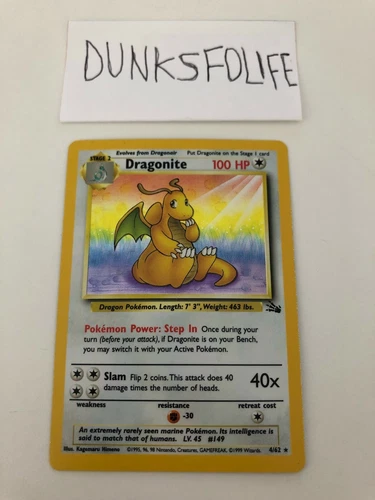 DUNKSFOLIFE
Evolves from Dragonair Put Dragonite on the Stage 1 card
STAGE 2
Dragonite 100 HP
Dragon Pokémon. Length: 7' 3", Weight: 463 lbs.
Pokémon Power: Step In Once during your
turn (before your attack), if Dragonite is on your Bench,
you may switch it with your Active Pokémon.
Slam Flip 2 coins. This attack does 40
damage times the number of heads.
40x
weakness resistance retreat cost
-30
An extremely rarely seen marine Pokémon. Its intelligence is
said to match that of humans. LV. 45 #149
Illus. Kagemaru Himeno ©1995, 96, 98 Nintendo, Creatures, GAMEFREAK. ©1999 Wizards. 4/62 ★